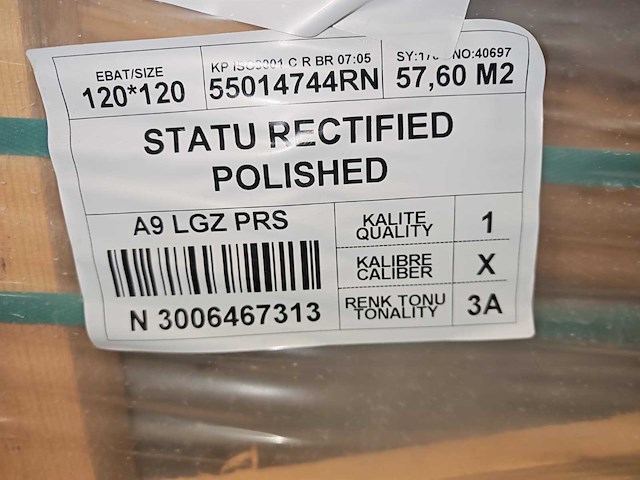 EBAT/SIZE
120*120
KP ISO9001 C R BR 07:05
55014744RN
NO:40697
57,60 M2
STATU RECTIFIED
POLISHED
A9 LGZ PRS
N 3006467313
KALITE
QUALITY
1
KALIBRE
CALIBER
X
RENK TONU
TONALITY
3A